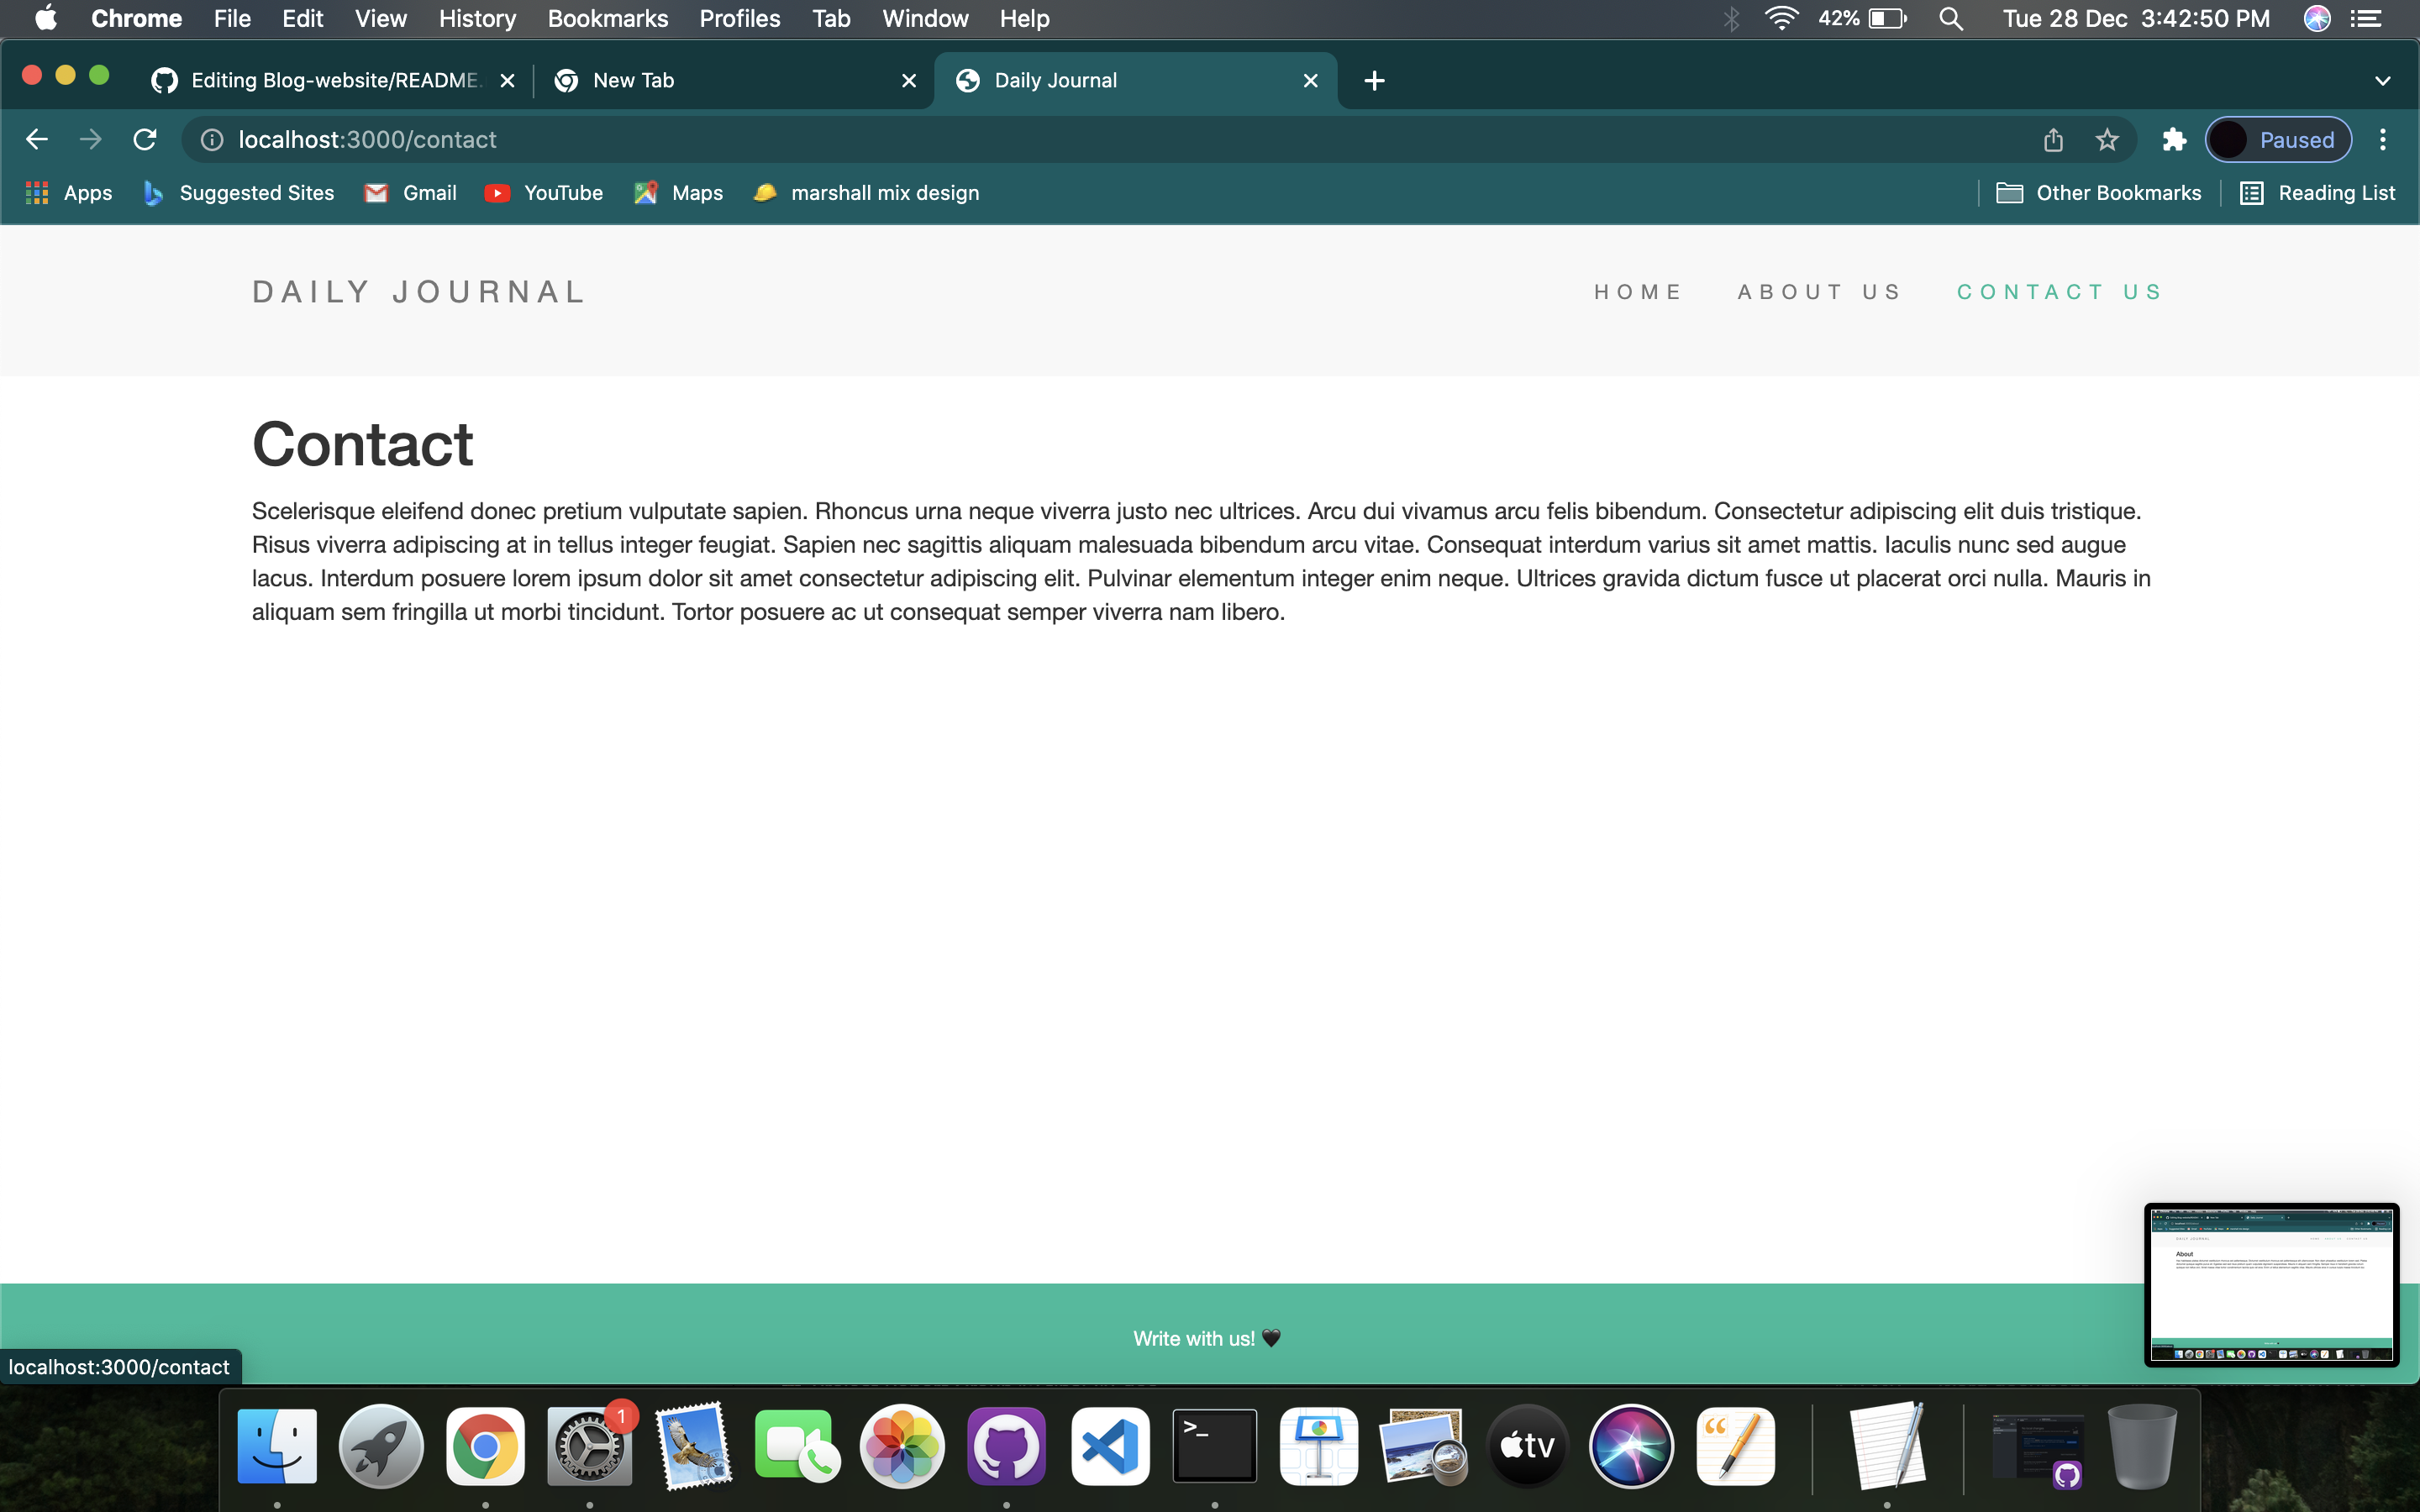 Chrome File Edit View History Bookmarks Profiles Tab Window Help 42% Tue 28 Dec 3:42:50 PM
Editing Blog-website/README. New Tab Daily Journal
localhost:3000/contact Paused
Apps Suggested Sites Gmail YouTube Maps marshall mix design Other Bookmarks Reading List
DAILY JOURNAL HOME ABOUT US CONTACT US
Contact
Scelerisque eleifend donec pretium vulputate sapien. Rhoncus urna neque viverra justo nec ultrices. Arcu dui vivamus arcu felis bibendum. Consectetur adipiscing elit duis tristique.
Risus viverra adipiscing at in tellus integer feugiat. Sapien nec sagittis aliquam malesuada bibendum arcu vitae. Consequat interdum varius sit amet mattis. Iaculis nunc sed augue
lacus. Interdum posuere lorem ipsum dolor sit amet consectetur adipiscing elit. Pulvinar elementum integer enim neque. Ultrices gravida dictum fusce ut placerat orci nulla. Mauris in
aliquam sem fringilla ut morbi tincidunt. Tortor posuere ac ut consequat semper viverra nam libero.
About
Write with us! 🖤
localhost:3000/contact
1
>_
tv